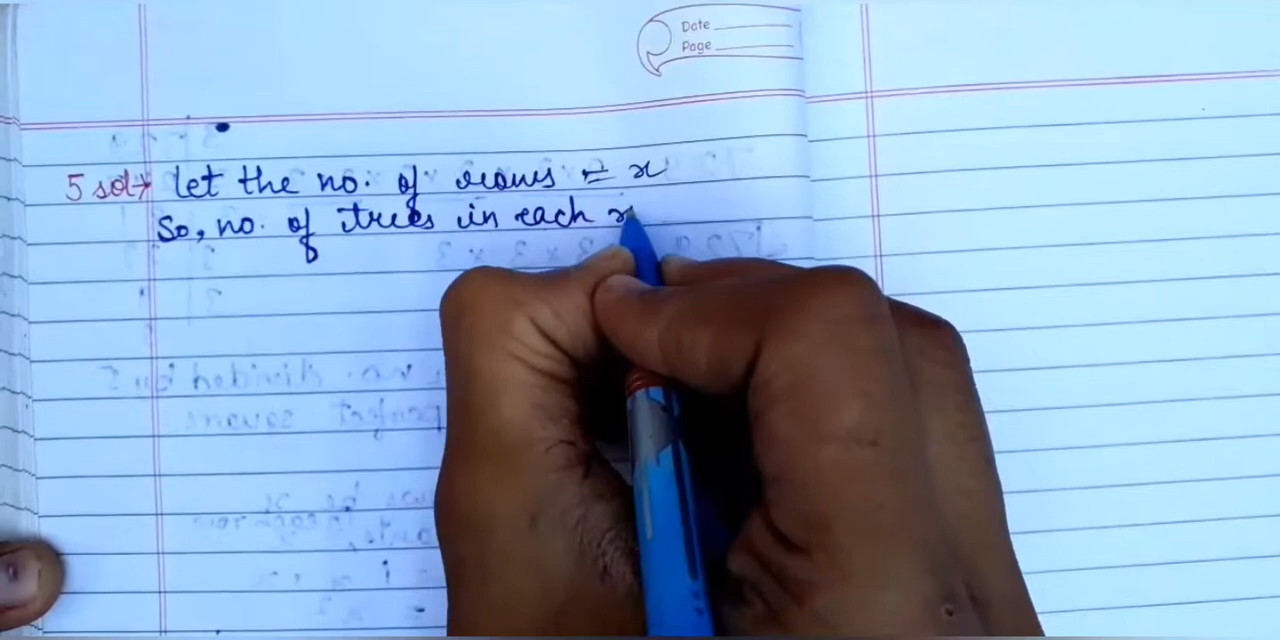 Date
Page
5 sol→ let the no. of rows = x
So, no. of trees in each